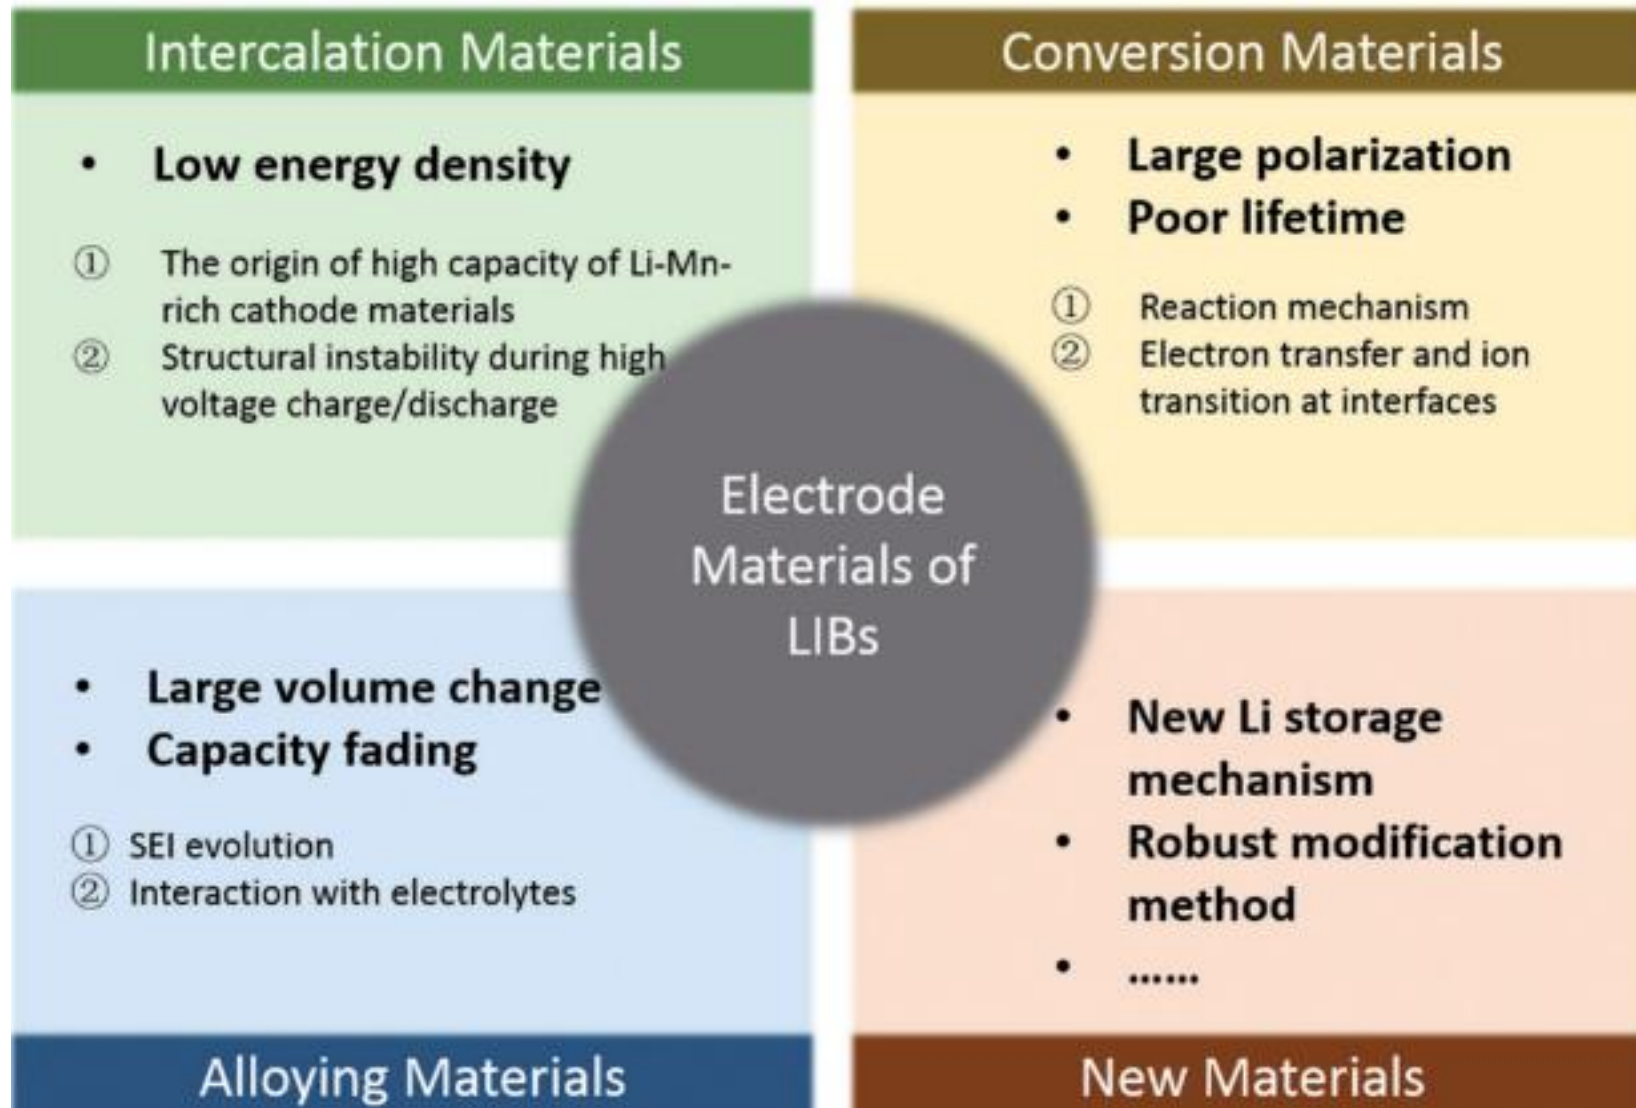 Intercalation Materials
• Low energy density
① The origin of high capacity of Li-Mn-
rich cathode materials
② Structural instability during high
voltage charge/discharge
Conversion Materials
• Large polarization
• Poor lifetime
① Reaction mechanism
② Electron transfer and ion
transition at interfaces
Electrode
Materials of
LIBs
• Large volume change
• Capacity fading
① SEI evolution
② Interaction with electrolytes
Alloying Materials
• New Li storage
mechanism
• Robust modification
method
• ......
New Materials